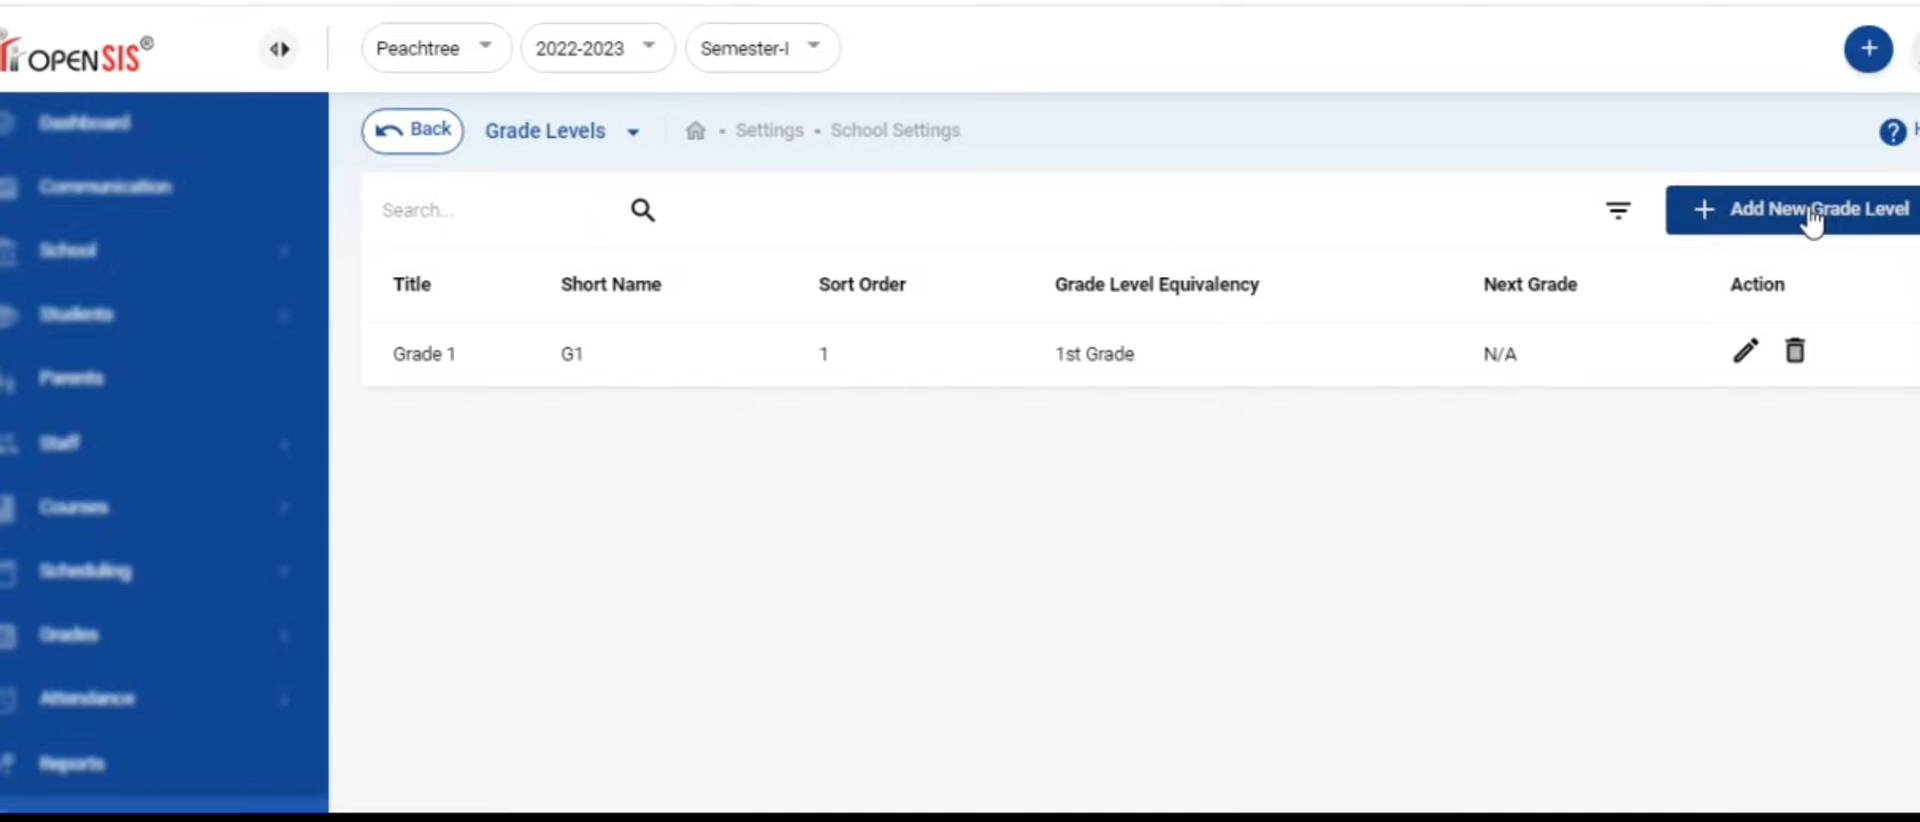 OPENSIS®
Peachtree
2022-2023
Semester-I
Dashboard
Communication
School
Students
Parents
Staff
Courses
Scheduling
Grades
Attendance
Reports
Back
Grade Levels
Settings • School Settings
Search...
Add New Grade Level
Title Short Name Sort Order Grade Level Equivalency Next Grade Action
Grade 1 G1 1 1st Grade N/A